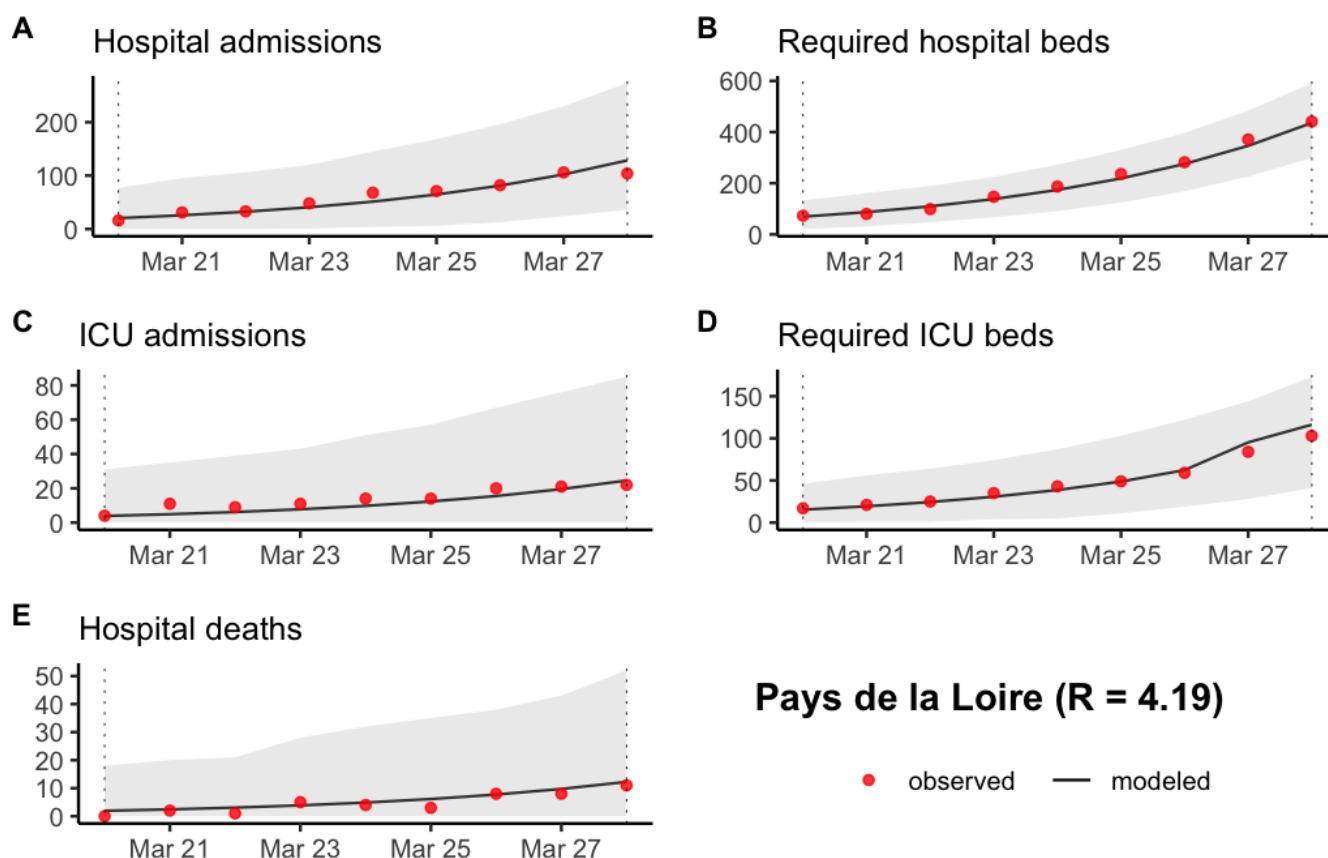 A
Hospital admissions
200
100
0
Mar 21 Mar 23 Mar 25 Mar 27
B
Required hospital beds
600
400
200
0
Mar 21 Mar 23 Mar 25 Mar 27
C
ICU admissions
80
60
40
20
0
Mar 21 Mar 23 Mar 25 Mar 27
D
Required ICU beds
150
100
50
0
Mar 21 Mar 23 Mar 25 Mar 27
E
Hospital deaths
50
40
30
20
10
0
Mar 21 Mar 23 Mar 25 Mar 27
Pays de la Loire (R = 4.19)
observed modeled